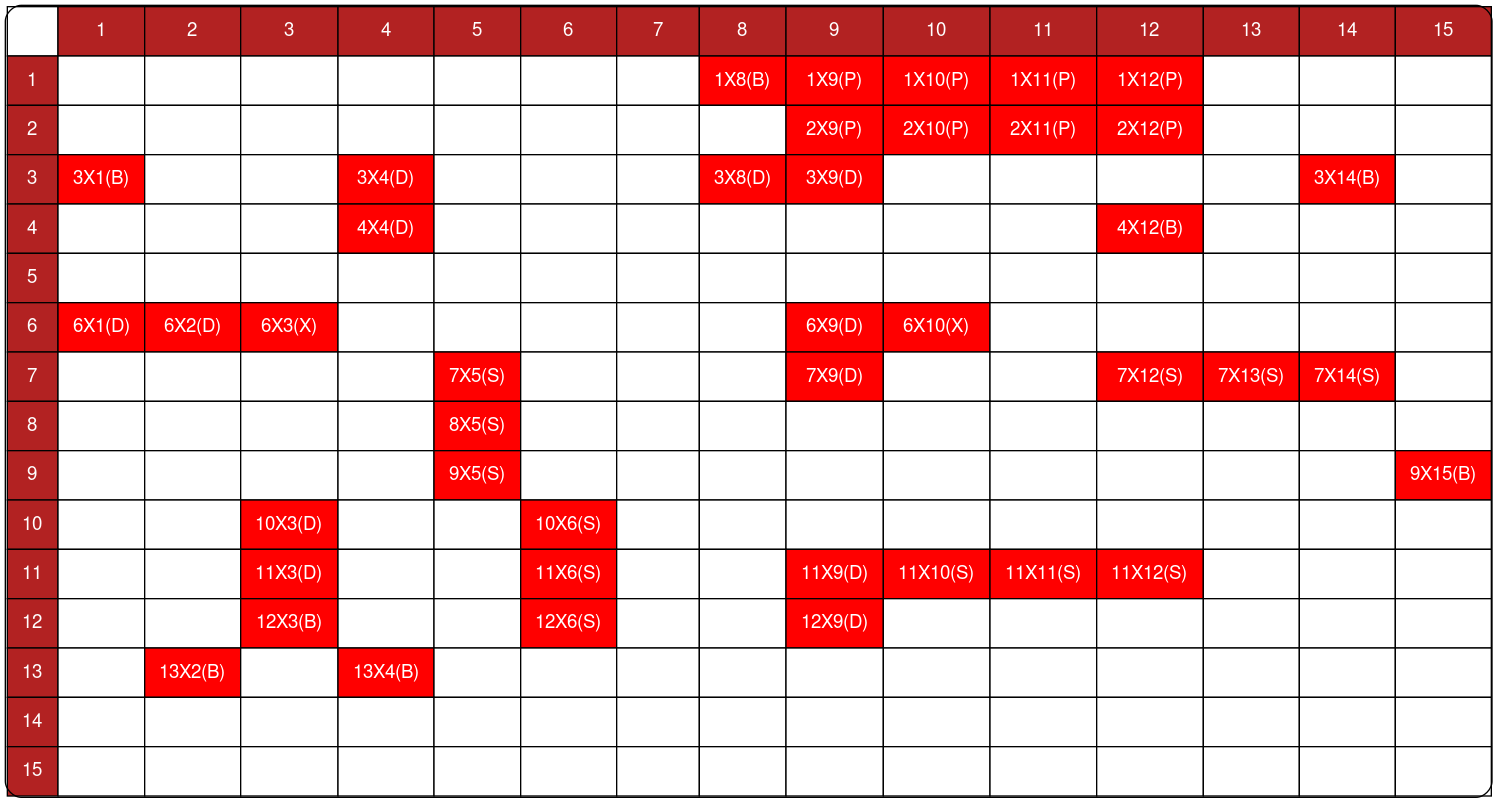 1 2 3 4 5 6 7 8 9 10 11 12 13 14 15
1 1X8(B) 1X9(P) 1X10(P) 1X11(P) 1X12(P)
2 2X9(P) 2X10(P) 2X11(P) 2X12(P)
3 3X1(B) 3X4(D) 3X8(D) 3X9(D) 3X14(B)
4 4X4(D) 4X12(B)
5
6 6X1(D) 6X2(D) 6X3(X) 6X9(D) 6X10(X)
7 7X5(S) 7X9(D) 7X12(S) 7X13(S) 7X14(S)
8 8X5(S)
9 9X5(S) 9X15(B)
10 10X3(D) 10X6(S)
11 11X3(D) 11X6(S) 11X9(D) 11X10(S) 11X11(S) 11X12(S)
12 12X3(B) 12X6(S) 12X9(D)
13 13X2(B) 13X4(B)
14
15